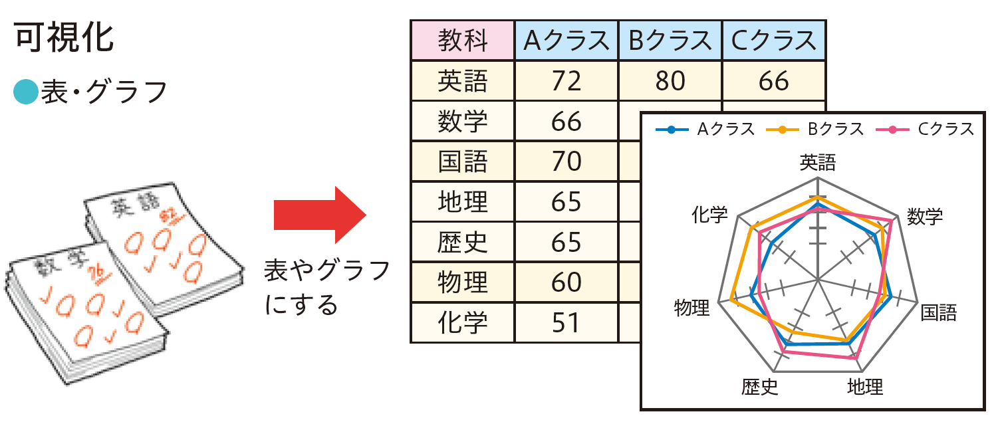 可視化
●表・グラフ
英語
82
数学
76
表やグラフ
にする
教科 Aクラス Bクラス Cクラス
英語 72 80 66
数学 66
国語 70
地理 65
歴史 65
物理 60
化学 51
Aクラス Bクラス Cクラス
英語
数学
国語
地理
歴史
物理
化学